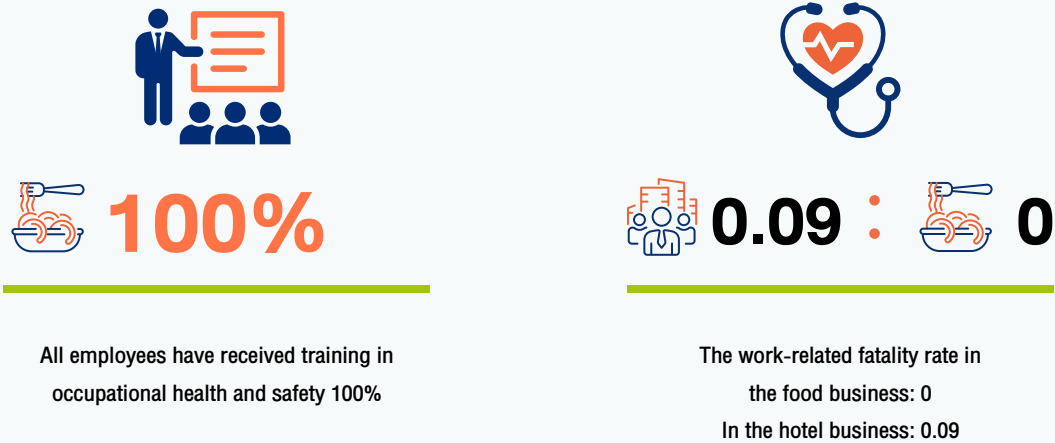 100%
All employees have received training in
occupational health and safety 100%
0.09 : 0
The work-related fatality rate in
the food business: 0
In the hotel business: 0.09